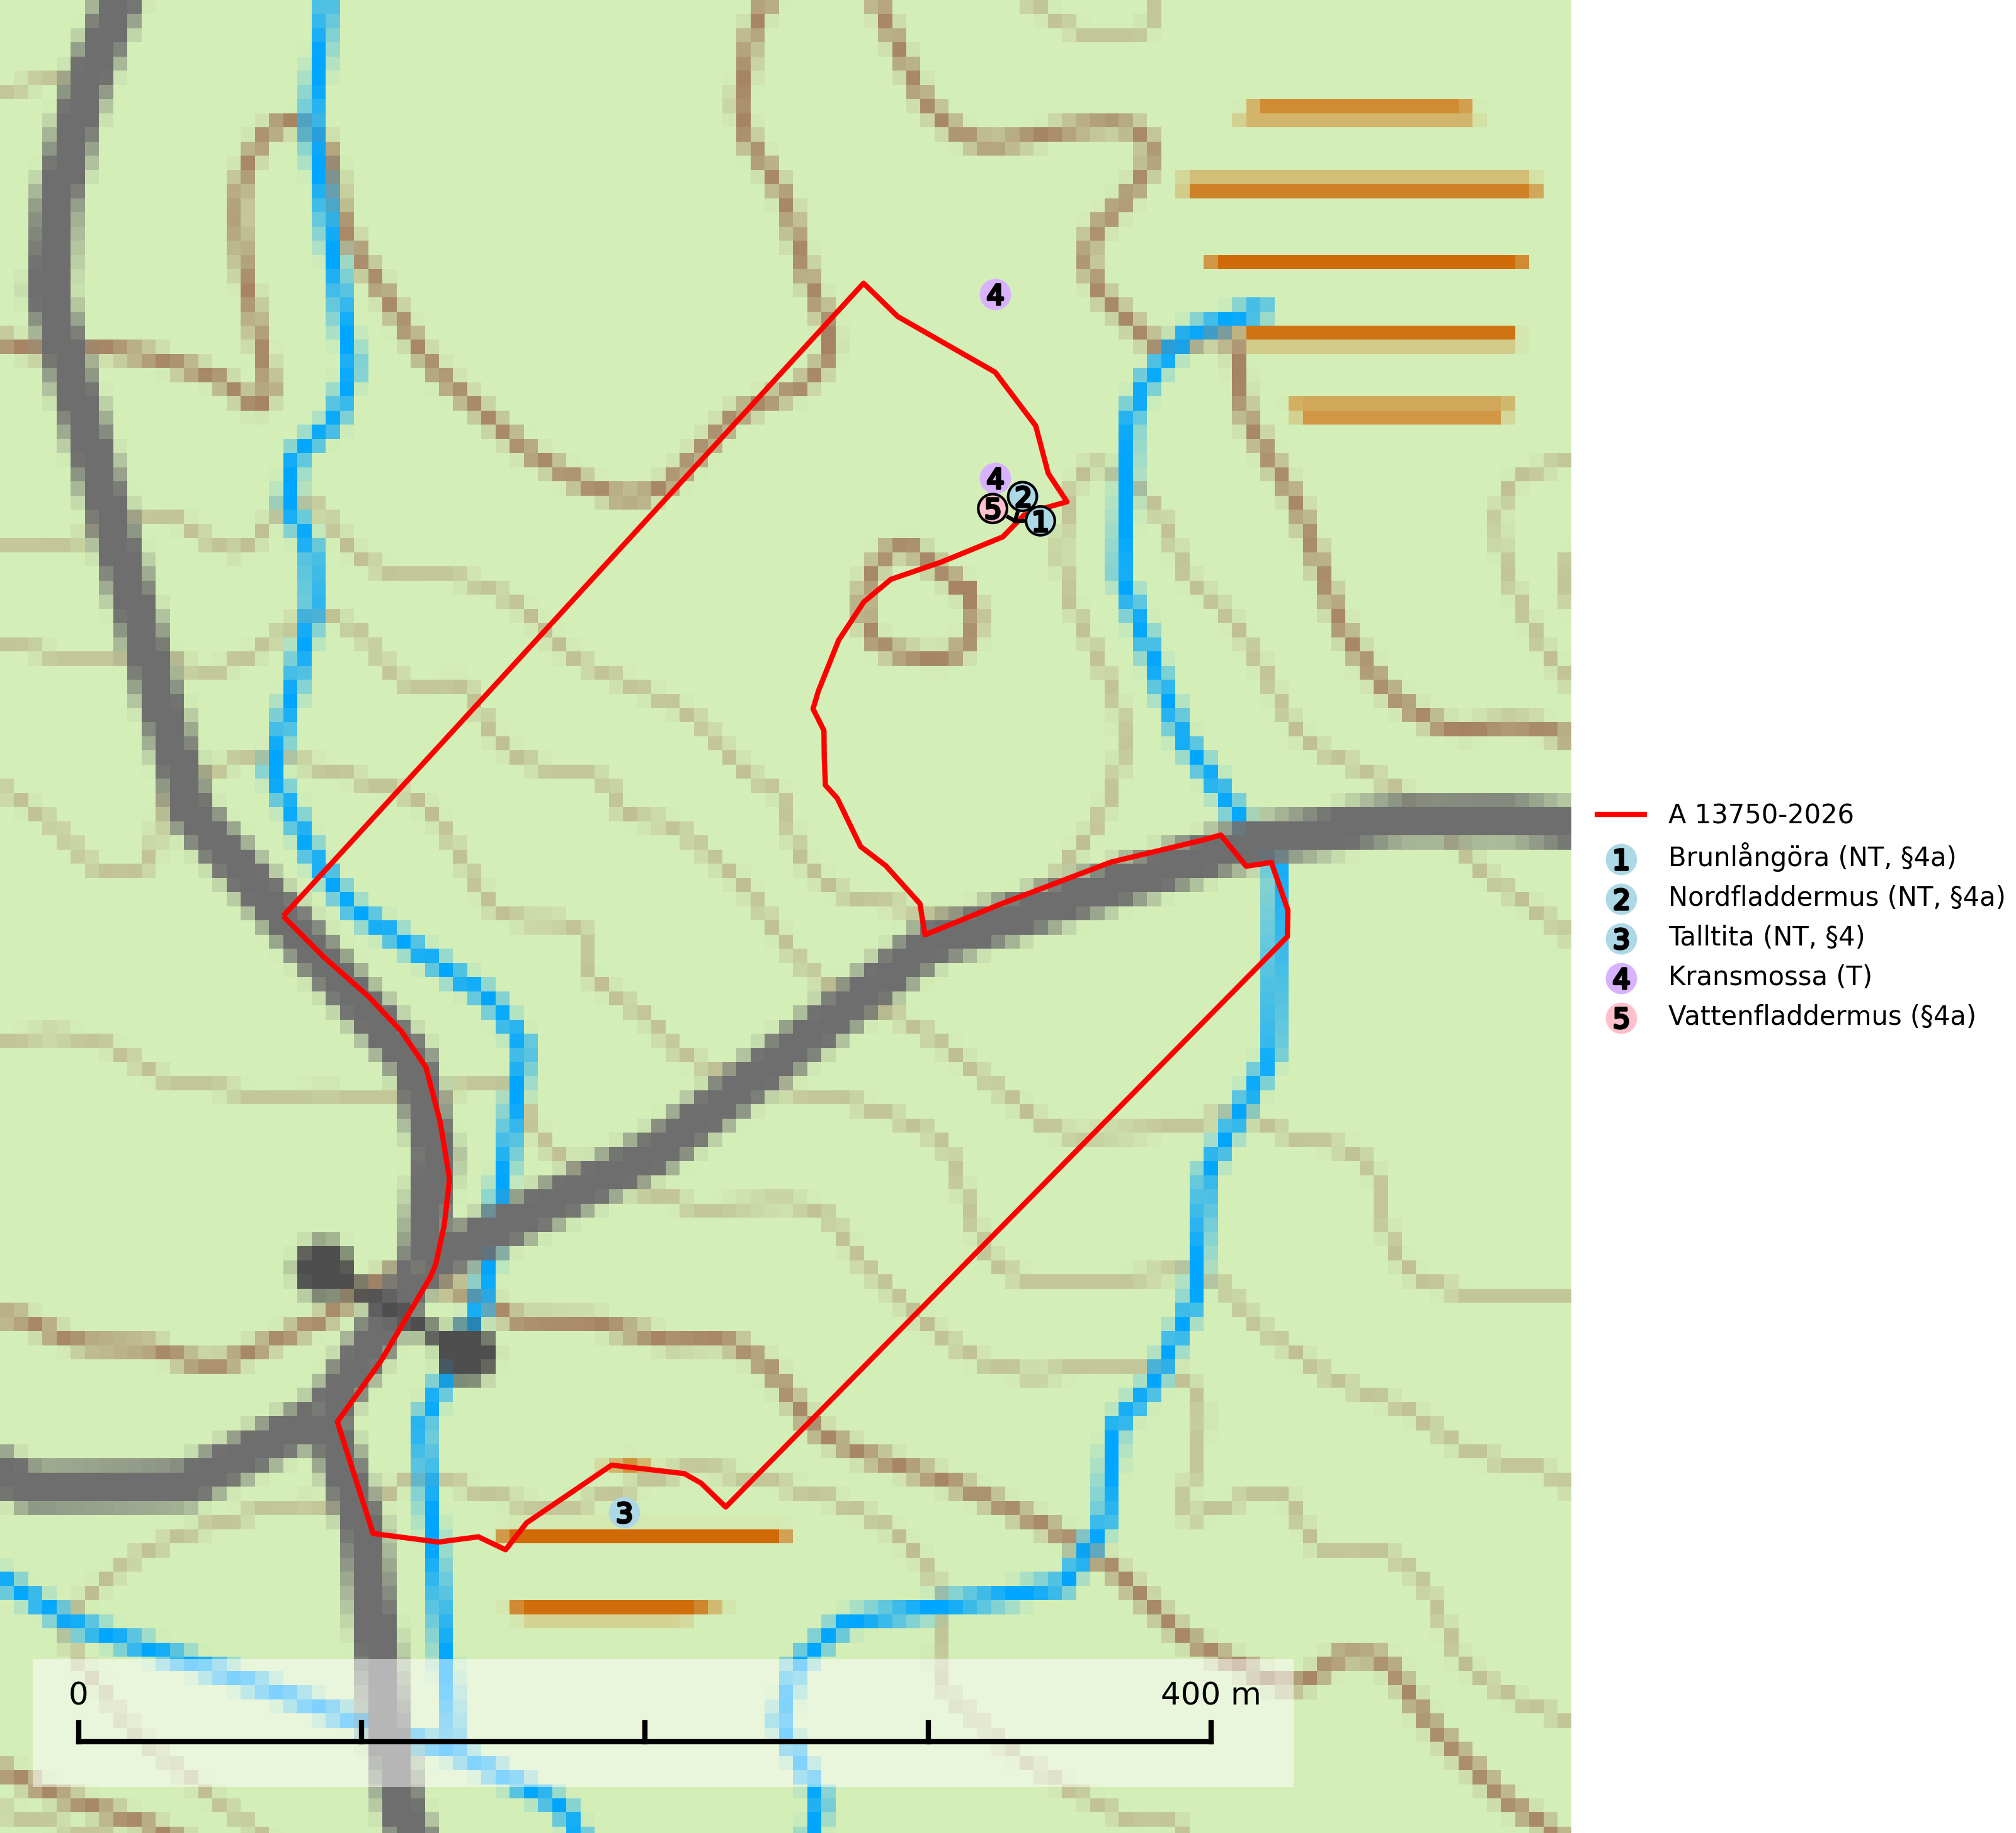 4
4
2
5
1
3
A 13750-2026
1 Brunlångöra (NT, §4a)
2 Nordfladdermus (NT, §4a)
3 Talltita (NT, §4)
4 Kransmossa (T)
5 Vattenfladdermus (§4a)
0 400 m